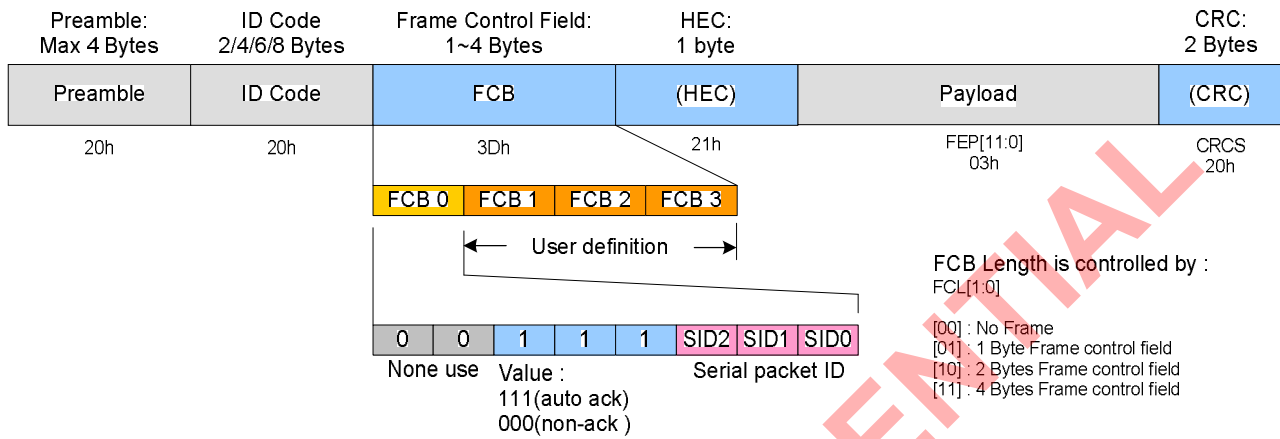 Preamble:
Max 4 Bytes
ID Code
2/4/6/8 Bytes
Frame Control Field:
1~4 Bytes
HEC:
1 byte
CRC:
2 Bytes
Preamble
ID Code
FCB
(HEC)
Payload
(CRC)
20h
20h
3Dh
21h
FEP[11:0]
03h
CRCS
20h
FCB 0
FCB 1
FCB 2
FCB 3
User definition
0 0 1 1 1 SID2 SID1 SID0
None use
Value :
111(auto ack)
000(non-ack )
Serial packet ID
FCB Length is controlled by :
FCL[1:0]
[00] : No Frame
[01] : 1 Byte Frame control field
[10] : 2 Bytes Frame control field
[11] : 4 Bytes Frame control field
ENTIAL